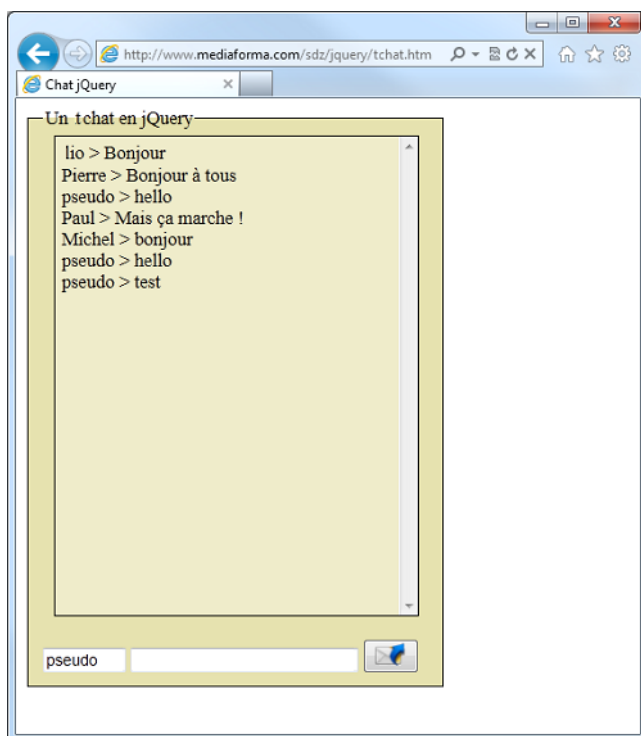 http://www.mediaforma.com/sdz/jquery/tchat.htm
Chat jQuery
Un tchat en jQuery
lio > Bonjour
Pierre > Bonjour à tous
pseudo > hello
Paul > Mais ça marche !
Michel > bonjour
pseudo > hello
pseudo > test
pseudo